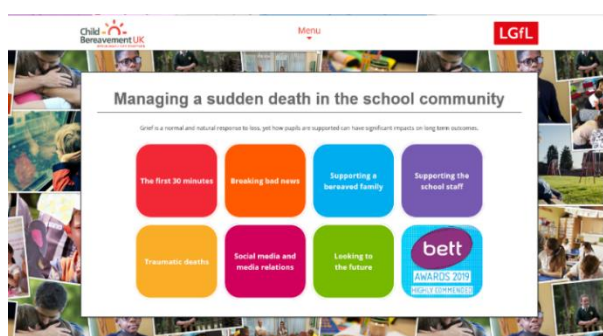 Child
Bereavement UK
Menu
LGfL
Managing a sudden death in the school community
Grief is a normal and natural response to loss, yet how pupils are supported can have significant impacts on long term outcomes.
The first 30 minutes
Breaking bad news
Supporting a
bereaved family
Supporting the
school staff
Traumatic deaths
Social media and
media relations
Looking to
the future
bett
AWARDS 2019
HIGHLY COMMENDED